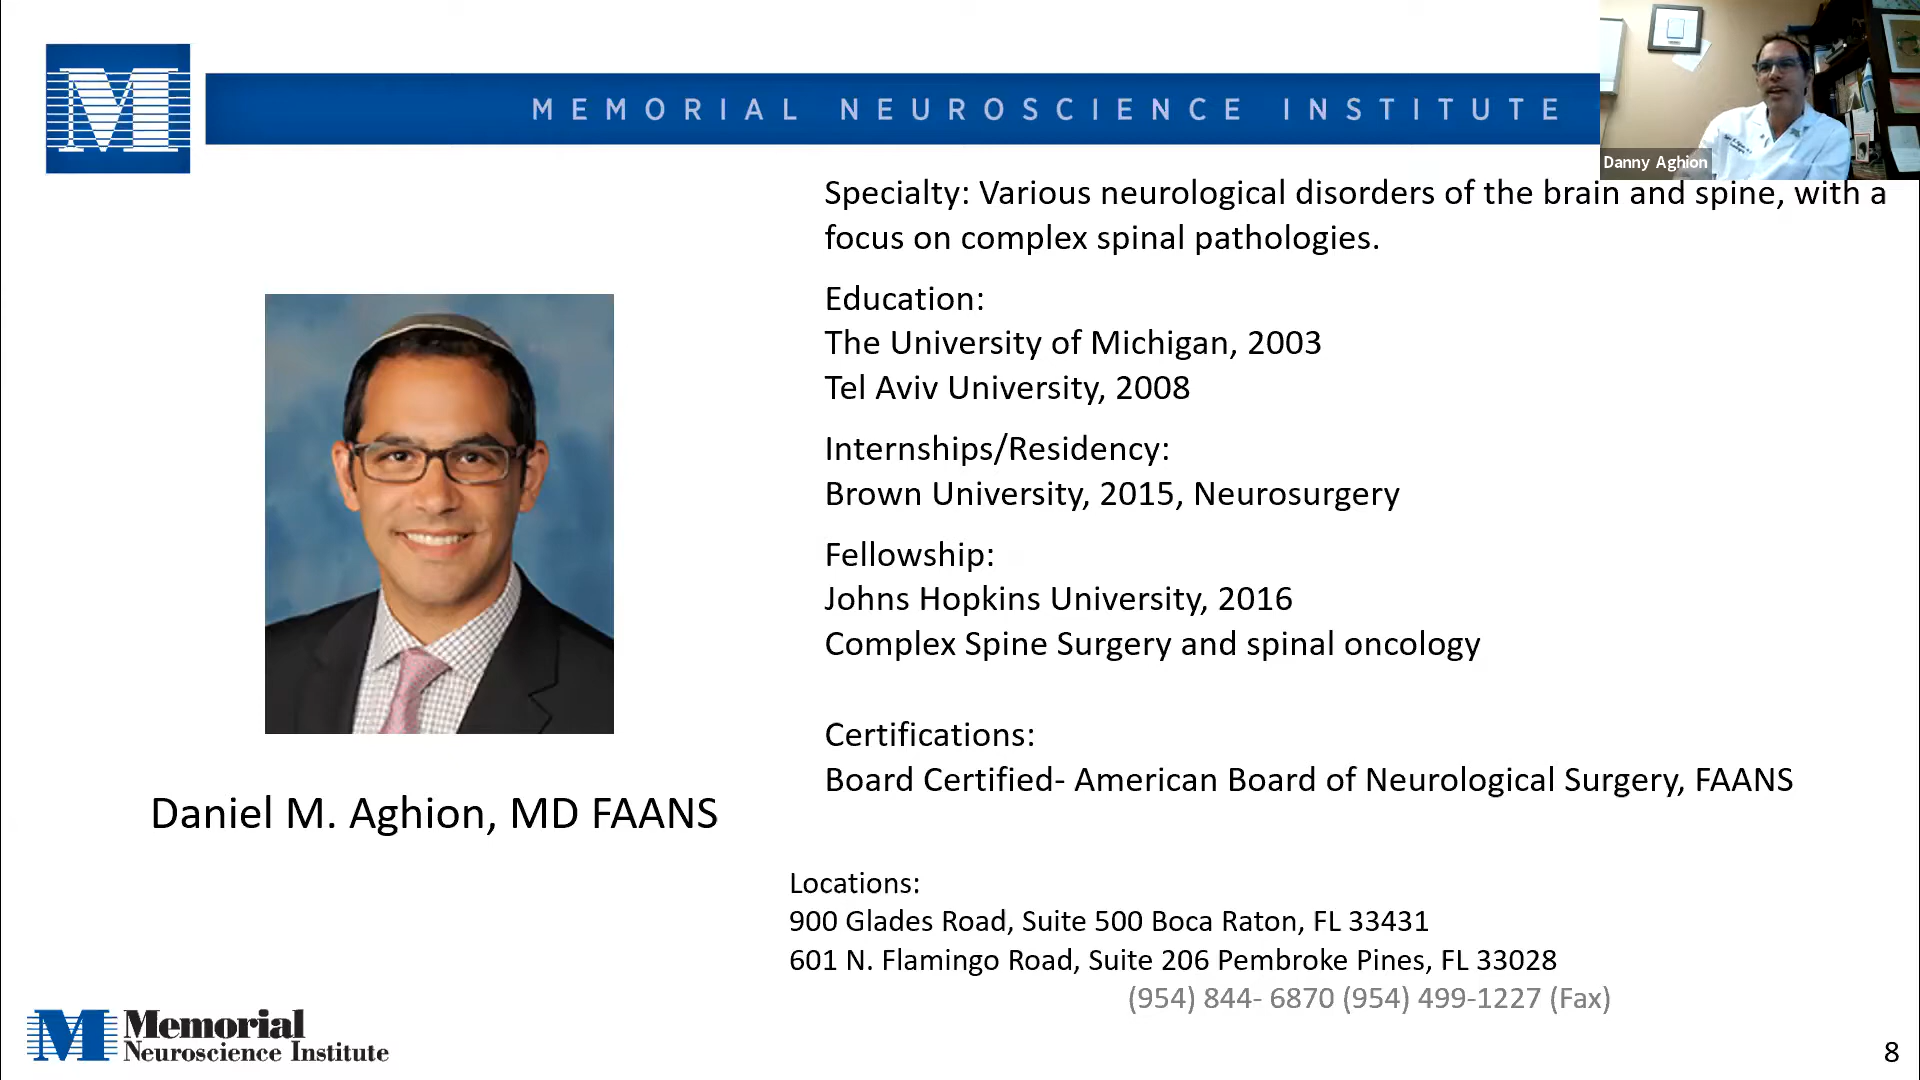 M
MEMORIAL NEUROSCIENCE INSTITUTE
Danny Aghion
Specialty: Various neurological disorders of the brain and spine, with a
focus on complex spinal pathologies.
Education:
The University of Michigan, 2003
Tel Aviv University, 2008
Internships/Residency:
Brown University, 2015, Neurosurgery
Fellowship:
Johns Hopkins University, 2016
Complex Spine Surgery and spinal oncology
Certifications:
Board Certified- American Board of Neurological Surgery, FAANS
Daniel M. Aghion, MD FAANS
Locations:
900 Glades Road, Suite 500 Boca Raton, FL 33431
601 N. Flamingo Road, Suite 206 Pembroke Pines, FL 33028
(954) 844- 6870 (954) 499-1227 (Fax)
M Memorial
Neuroscience Institute
8